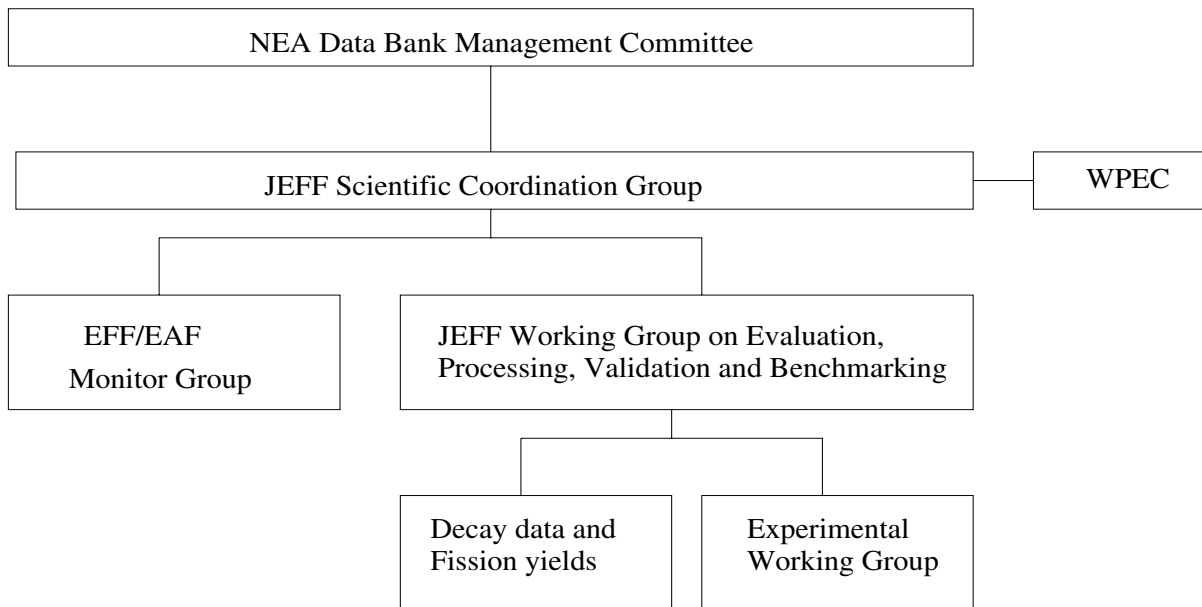 NEA Data Bank Management Committee
JEFF Scientific Coordination Group
WPEC
EFF/EAF
Monitor Group
JEFF Working Group on Evaluation,
Processing, Validation and Benchmarking
Decay data and
Fission yields
Experimental
Working Group